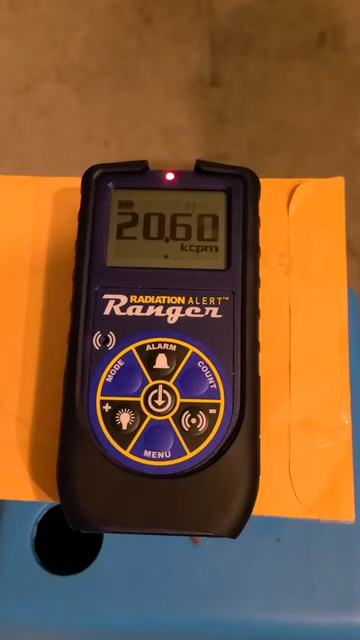 20.60
kcpm
RADIATION ALERT™
Ranger
ALARM
MODE
COUNT
+
-
MENU